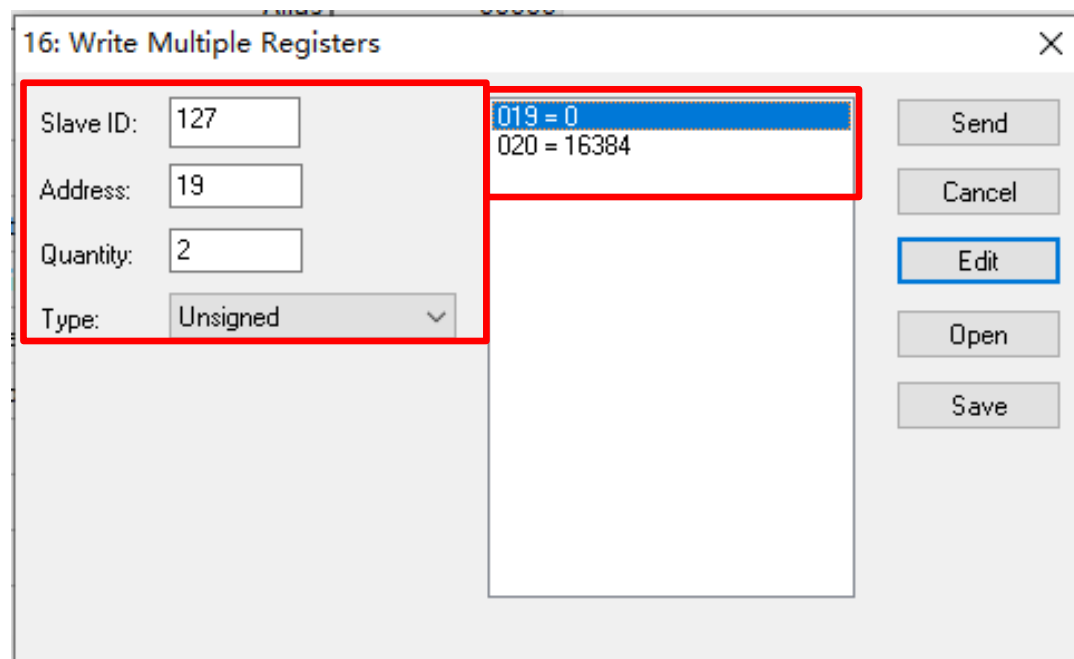 16: Write Multiple Registers
Slave ID: 127
Address: 19
Quantity: 2
Type: Unsigned
019 = 0
020 = 16384
Send
Cancel
Edit
Open
Save